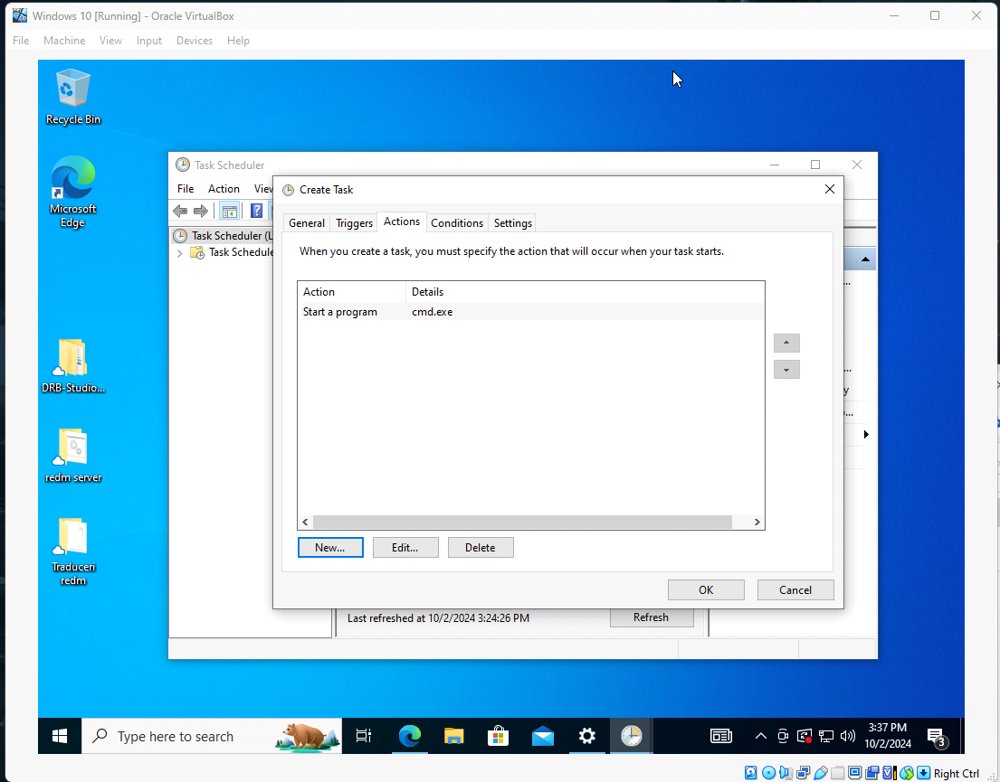 Windows 10 [Running] - Oracle VirtualBox
File Machine View Input Devices Help
Recycle Bin
Microsoft
Edge
DRB-Studio...
redm server
Traduceri
redm
Task Scheduler
File Action
Task Scheduler (L
Create Task
General Triggers Actions Conditions Settings
When you create a task, you must specify the action that will occur when your task starts.
Action Details
Start a program cmd.exe
New... Edit... Delete
OK Cancel
Last refreshed at 10/2/2024 3:24:26 PM Refresh
Type here to search
3:37 PM
10/2/2024
3
Right Ctrl